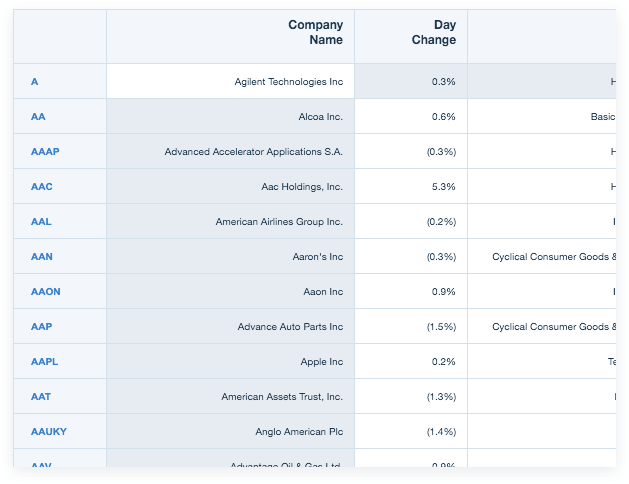 Company Name Day Change
A Agilent Technologies Inc 0.3% H
AA Alcoa Inc. 0.6% Basic
AAAP Advanced Accelerator Applications S.A. (0.3%) H
AAC Aac Holdings, Inc. 5.3% H
AAL American Airlines Group Inc. (0.2%)
AAN Aaron's Inc (0.3%) Cyclical Consumer Goods &
AAON Aaon Inc 0.9%
AAP Advance Auto Parts Inc (1.5%) Cyclical Consumer Goods &
AAPL Apple Inc 0.2% Te
AAT American Assets Trust, Inc. (1.3%)
AAUKY Anglo American Plc (1.4%)
AAV Advantage Oil & Gas Ltd. 0.9%